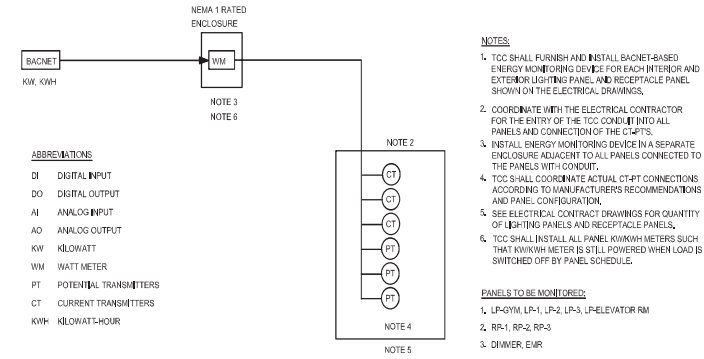 NEMA 1 RATED
ENCLOSURE
BACNET
WM
KW, KWH
NOTE 3
NOTE 6
NOTE 2
CT
CT
CT
PT
PT
PT
NOTE 4
NOTE 5
ABBREVIATIONS
DI DIGITAL INPUT
DO DIGITAL OUTPUT
AI ANALOG INPUT
AO ANALOG OUTPUT
KW KILOWATT
WM WATT METER
PT POTENTIAL TRANSMITTERS
CT CURRENT TRANSMITTERS
KWH KILOWATT-HOUR
NOTES:
1. TCC SHALL FURNISH AND INSTALL BACNET-BASED
ENERGY MONITORING DEVICE FOR EACH INTERIOR AND
EXTERIOR LIGHTING PANEL AND RECEPTACLE PANEL
SHOWN ON THE ELECTRICAL DRAWINGS.
2. COORDINATE WITH THE ELECTRICAL CONTRACTOR
FOR THE ENTRY OF THE TCC CONDUIT INTO ALL
PANELS AND CONNECTION OF THE CT-PT'S.
3. INSTALL ENERGY MONITORING DEVICE IN A SEPARATE
ENCLOSURE ADJACENT TO ALL PANELS CONNECTED TO
THE PANELS WITH CONDUIT.
4. TCC SHALL COORDINATE ACTUAL CT-PT CONNECTIONS
ACCORDING TO MANUFACTURER'S RECOMMENDATIONS
AND PANEL CONFIGURATION.
5. SEE ELECTRICAL CONTRACT DRAWINGS FOR QUANTITY
OF LIGHTING PANELS AND RECEPTACLE PANELS.
6. TCC SHALL INSTALL ALL PANEL KW/KWH METERS SUCH
THAT KW/KWH METER IS STILL POWERED WHEN LOAD IS
SWITCHED OFF BY PANEL SCHEDULE.
PANELS TO BE MONITORED:
1. LP-GYM, LP-1, LP-2, LP-3, LP-ELEVATOR RM
2. RP-1, RP-2, RP-3
3. DIMMER, EMR